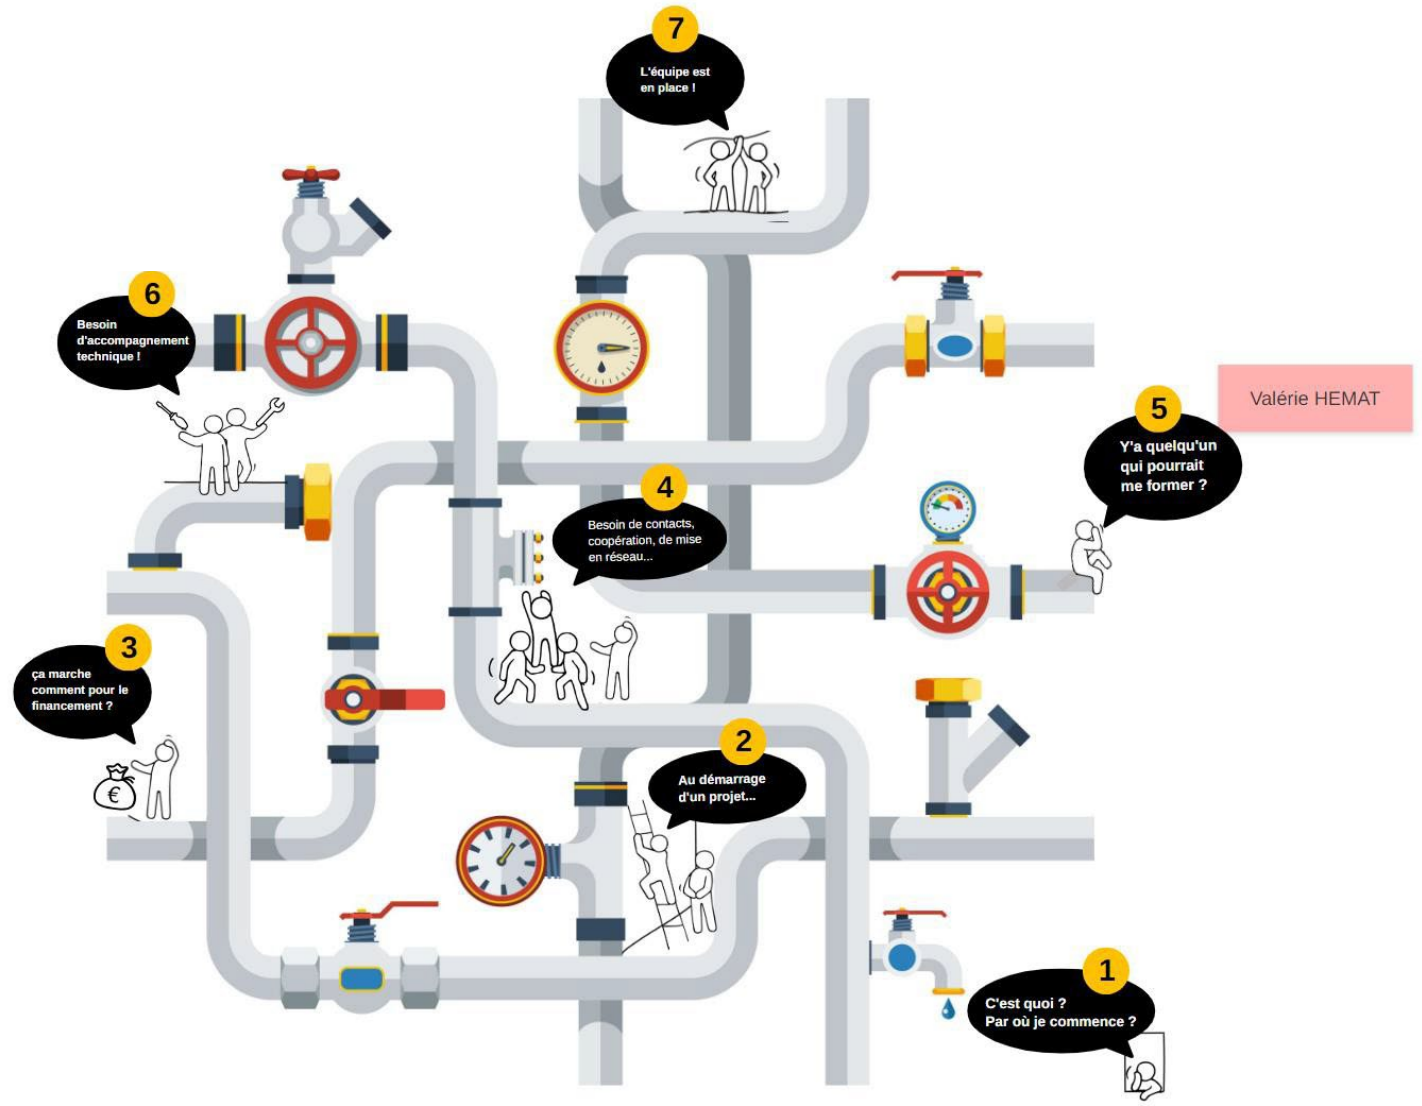 7
L'équipe est
en place !
6
Besoin
d'accompagnement
technique !
Valérie HEMAT
5
Y'a quelqu'un
qui pourrait
me former ?
4
Besoin de contacts,
coopération, de mise
en réseau...
3
ça marche
comment pour le
financement ?
€
2
Au démarrage
d'un projet...
1
C'est quoi ?
Par où je commence ?